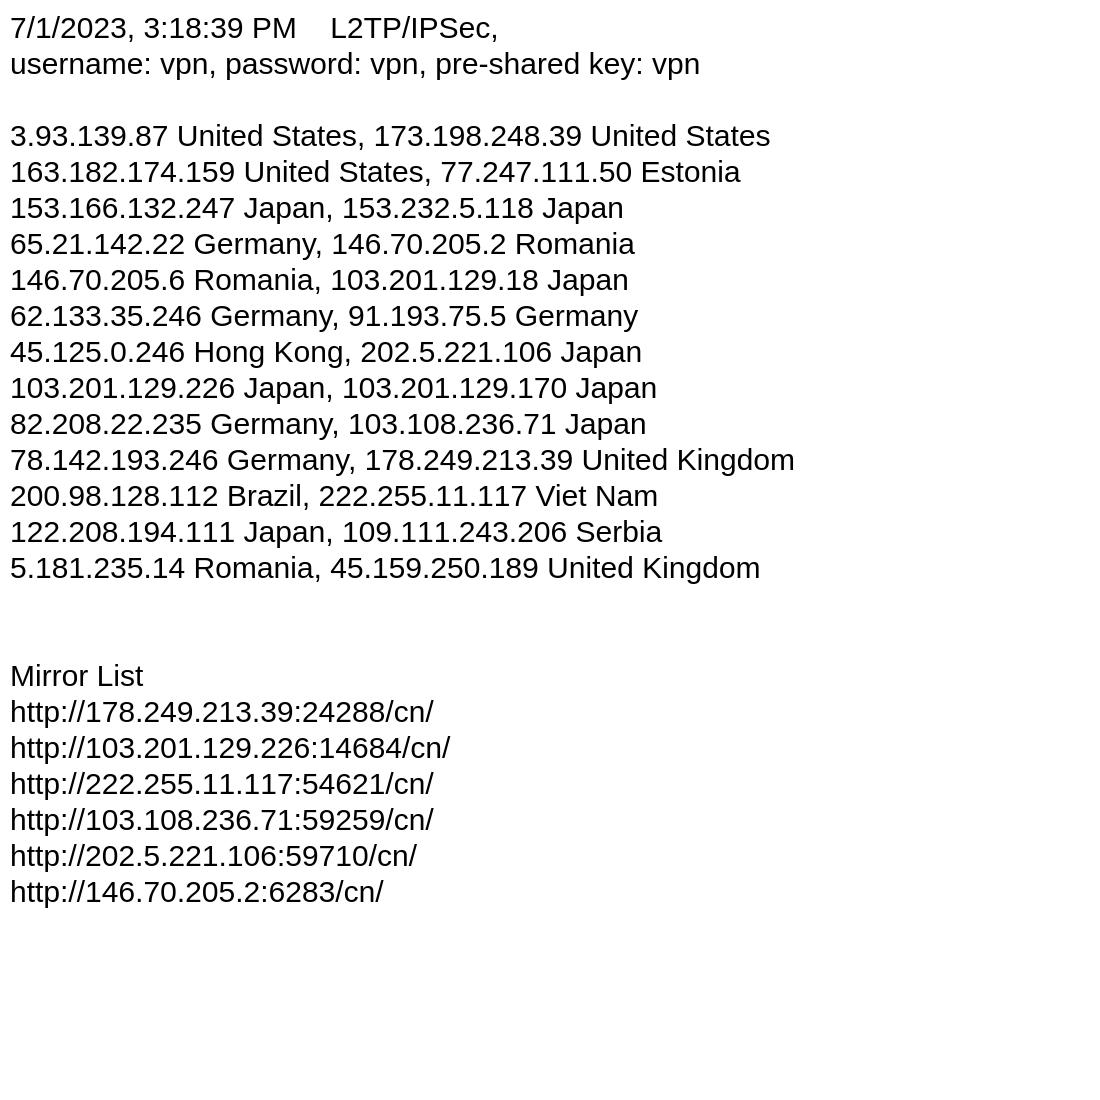 7/1/2023, 3:18:39 PM    L2TP/IPSec,
username: vpn, password: vpn, pre-shared key: vpn
3.93.139.87 United States, 173.198.248.39 United States
163.182.174.159 United States, 77.247.111.50 Estonia
153.166.132.247 Japan, 153.232.5.118 Japan
65.21.142.22 Germany, 146.70.205.2 Romania
146.70.205.6 Romania, 103.201.129.18 Japan
62.133.35.246 Germany, 91.193.75.5 Germany
45.125.0.246 Hong Kong, 202.5.221.106 Japan
103.201.129.226 Japan, 103.201.129.170 Japan
82.208.22.235 Germany, 103.108.236.71 Japan
78.142.193.246 Germany, 178.249.213.39 United Kingdom
200.98.128.112 Brazil, 222.255.11.117 Viet Nam
122.208.194.111 Japan, 109.111.243.206 Serbia
5.181.235.14 Romania, 45.159.250.189 United Kingdom
Mirror List
http://178.249.213.39:24288/cn/
http://103.201.129.226:14684/cn/
http://222.255.11.117:54621/cn/
http://103.108.236.71:59259/cn/
http://202.5.221.106:59710/cn/
http://146.70.205.2:6283/cn/